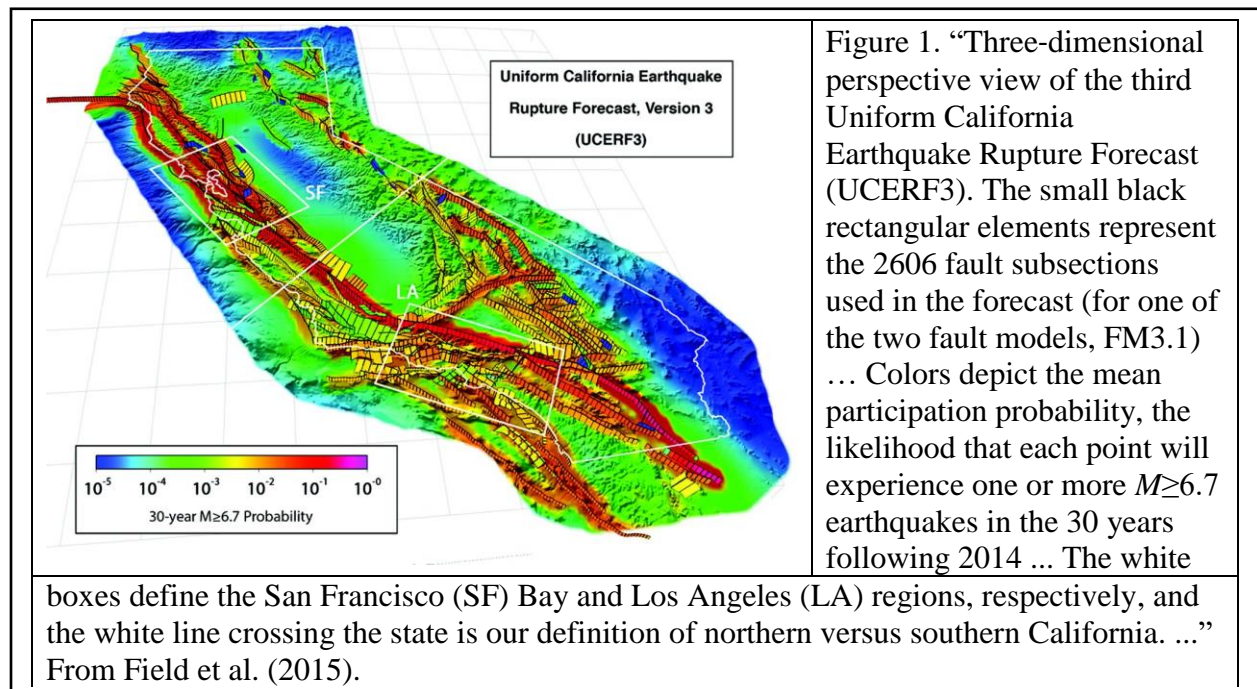 Uniform California Earthquake
Rupture Forecast, Version 3
(UCERF3)
SF
LA
10-5 10-4 10-3 10-2 10-1 10-0
30-year M≥6.7 Probability
Figure 1. “Three-dimensional
perspective view of the third
Uniform California
Earthquake Rupture Forecast
(UCERF3). The small black
rectangular elements represent
the 2606 fault subsections
used in the forecast (for one of
the two fault models, FM3.1)
… Colors depict the mean
participation probability, the
likelihood that each point will
experience one or more M≥6.7
earthquakes in the 30 years
following 2014 ... The white
boxes define the San Francisco (SF) Bay and Los Angeles (LA) regions, respectively, and
the white line crossing the state is our definition of northern versus southern California. ...”
From Field et al. (2015).